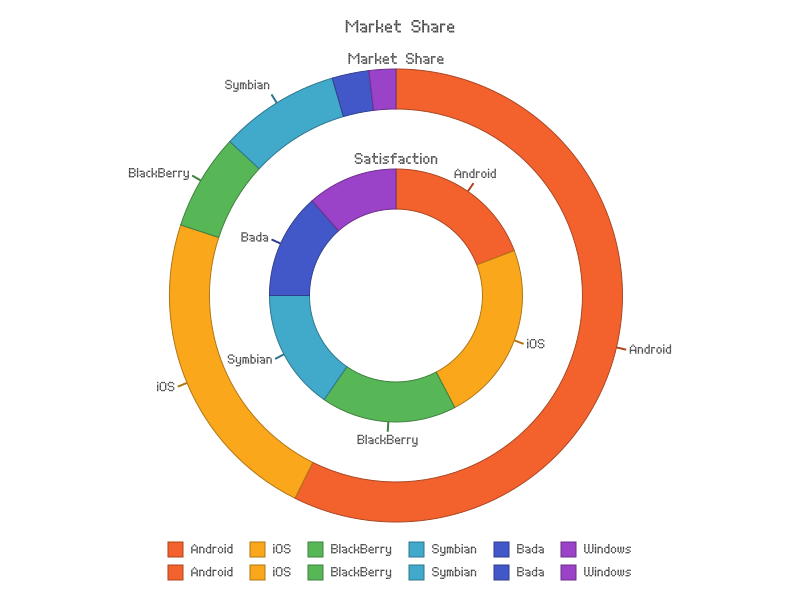 Market Share
Market Share
Symbian
BlackBerry
Satisfaction
Android
Bada
iOS
Android
Symbian
iOS
BlackBerry
Android iOS BlackBerry Symbian Bada Windows
Android iOS BlackBerry Symbian Bada Windows